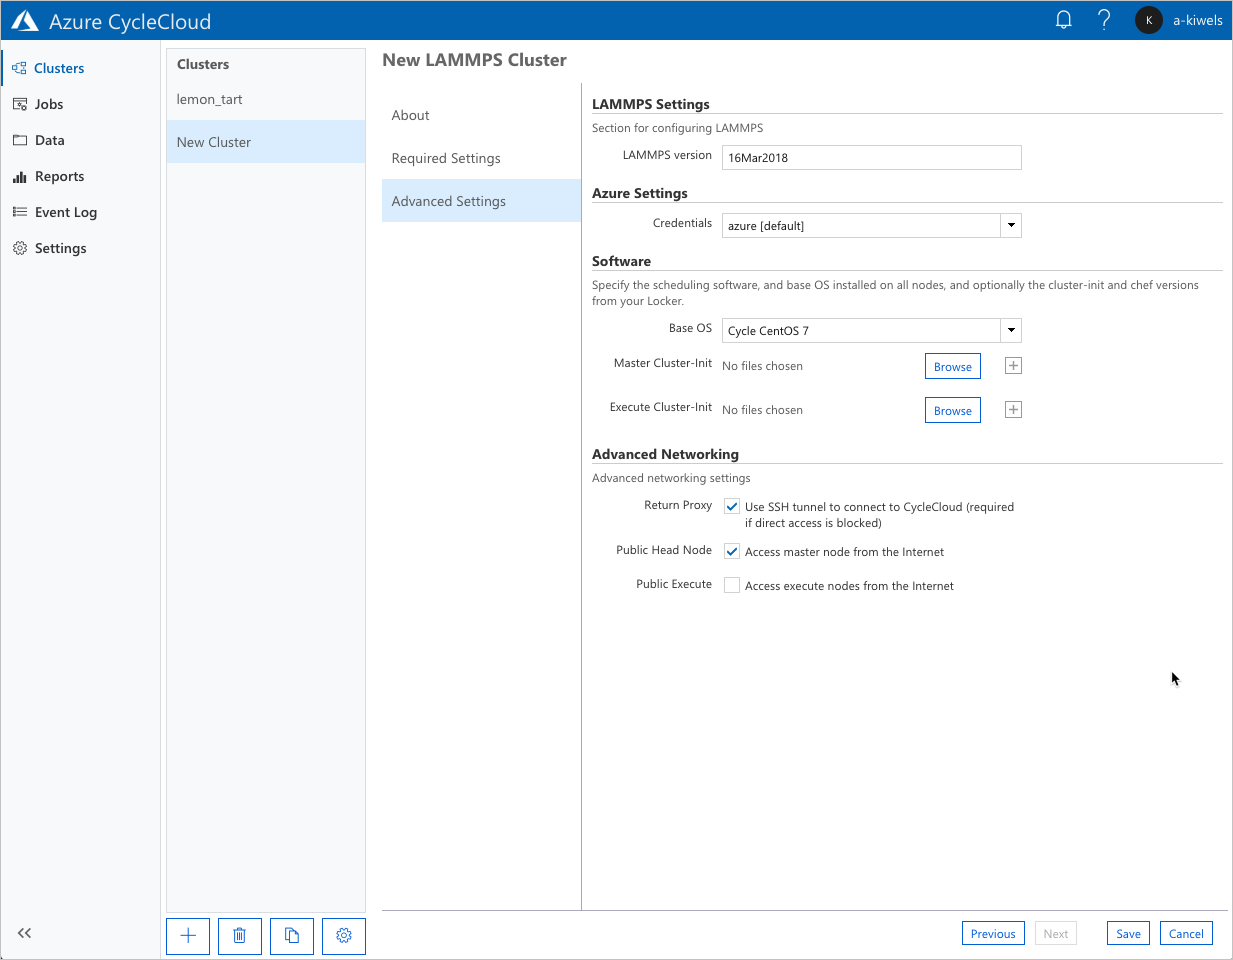 Azure CycleCloud
K
a-kiwels
Clusters
Jobs
Data
Reports
Event Log
Settings
Clusters
lemon_tart
New Cluster
New LAMMPS Cluster
About
Required Settings
Advanced Settings
LAMMPS Settings
Section for configuring LAMMPS
LAMMPS version 16Mar2018
Azure Settings
Credentials azure [default]
Software
Specify the scheduling software, and base OS installed on all nodes, and optionally the cluster-init and chef versions
from your Locker.
Base OS Cycle CentOS 7
Master Cluster-Init No files chosen Browse
Execute Cluster-Init No files chosen Browse
Advanced Networking
Advanced networking settings
Return Proxy Use SSH tunnel to connect to CycleCloud (required
if direct access is blocked)
Public Head Node Access master node from the Internet
Public Execute Access execute nodes from the Internet
Previous Next Save Cancel